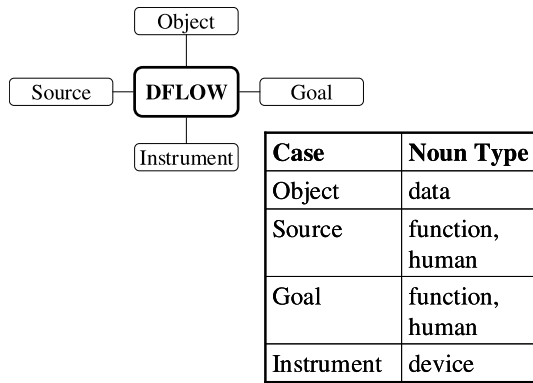 Object
Source DFLOW Goal
Instrument
Case Noun Type
Object data
Source function,
human
Goal function,
human
Instrument device